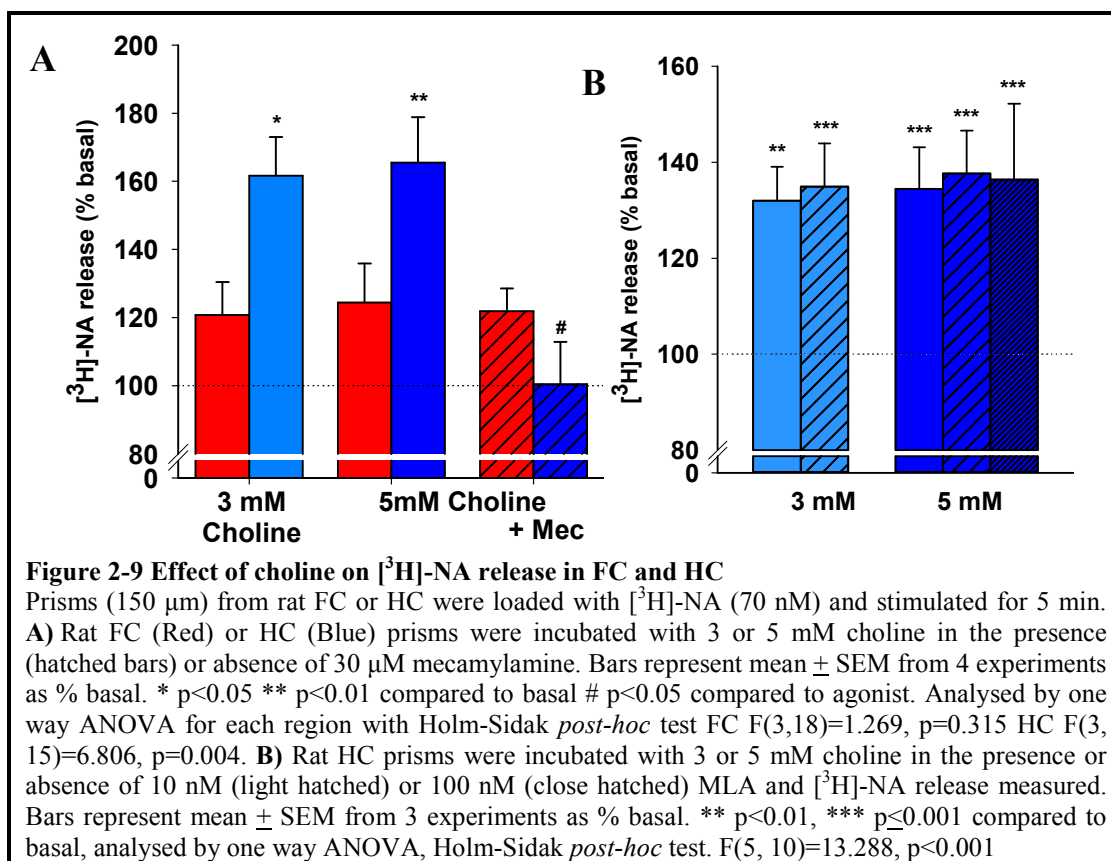 A
B
200
180
160
140
120
100
80
0
[³H]-NA release (% basal)
*
**
#
3 mM
Choline
5mM Choline
+ Mec
160
140
120
100
80
0
[³H]-NA release (% basal)
**
***
***
***
***
3 mM
5 mM
Figure 2-9 Effect of choline on [³H]-NA release in FC and HC
Prisms (150 μm) from rat FC or HC were loaded with [³H]-NA (70 nM) and stimulated for 5 min.
A) Rat FC (Red) or HC (Blue) prisms were incubated with 3 or 5 mM choline in the presence
(hatched bars) or absence of 30 μM mecamylamine. Bars represent mean ± SEM from 4 experiments
as % basal. * p<0.05 ** p<0.01 compared to basal # p<0.05 compared to agonist. Analysed by one
way ANOVA for each region with Holm-Sidak post-hoc test FC F(3,18)=1.269, p=0.315 HC F(3,
15)=6.806, p=0.004. B) Rat HC prisms were incubated with 3 or 5 mM choline in the presence or
absence of 10 nM (light hatched) or 100 nM (close hatched) MLA and [³H]-NA release measured.
Bars represent mean ± SEM from 3 experiments as % basal. ** p<0.01, *** p≤0.001 compared to
basal, analysed by one way ANOVA, Holm-Sidak post-hoc test. F(5, 10)=13.288, p<0.001